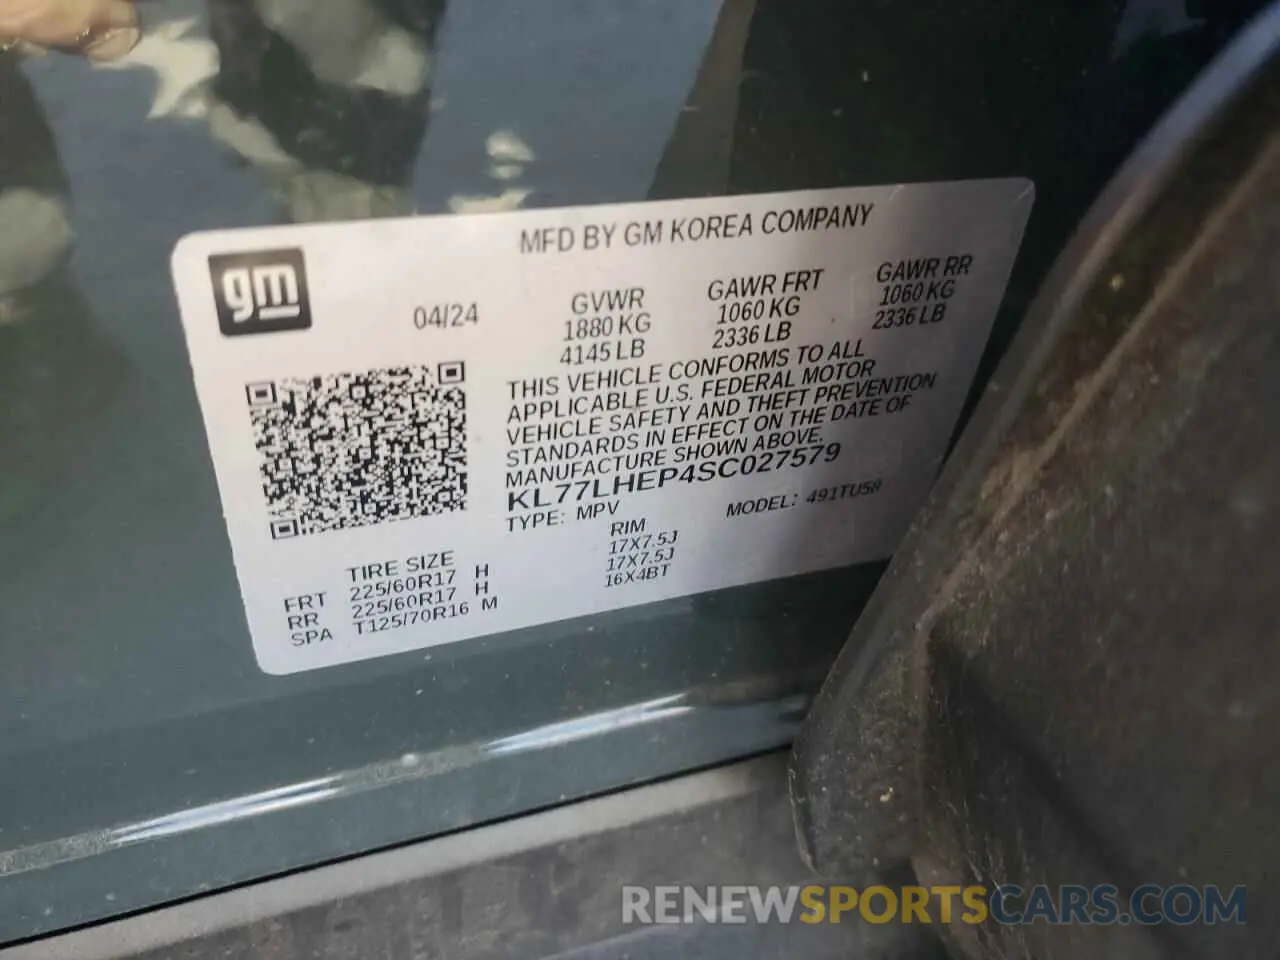 gm
MFD BY GM KOREA COMPANY
04/24
GVWR
1880 KG
4145 LB
GAWR FRT
1060 KG
2336 LB
GAWR RR
1060 KG
2336 LB
THIS VEHICLE CONFORMS TO ALL
APPLICABLE U.S. FEDERAL MOTOR
VEHICLE SAFETY AND THEFT PREVENTION
STANDARDS IN EFFECT ON THE DATE OF
MANUFACTURE SHOWN ABOVE.
KL77LHEP4SC027579
TYPE: MPV MODEL: 491TU58
TIRE SIZE RIM
FRT 225/60R17 H 17X7.5J
RR 225/60R17 H 17X7.5J
SPA T125/70R16 M 16X4BT
RENEWSPORTSCARS.COM